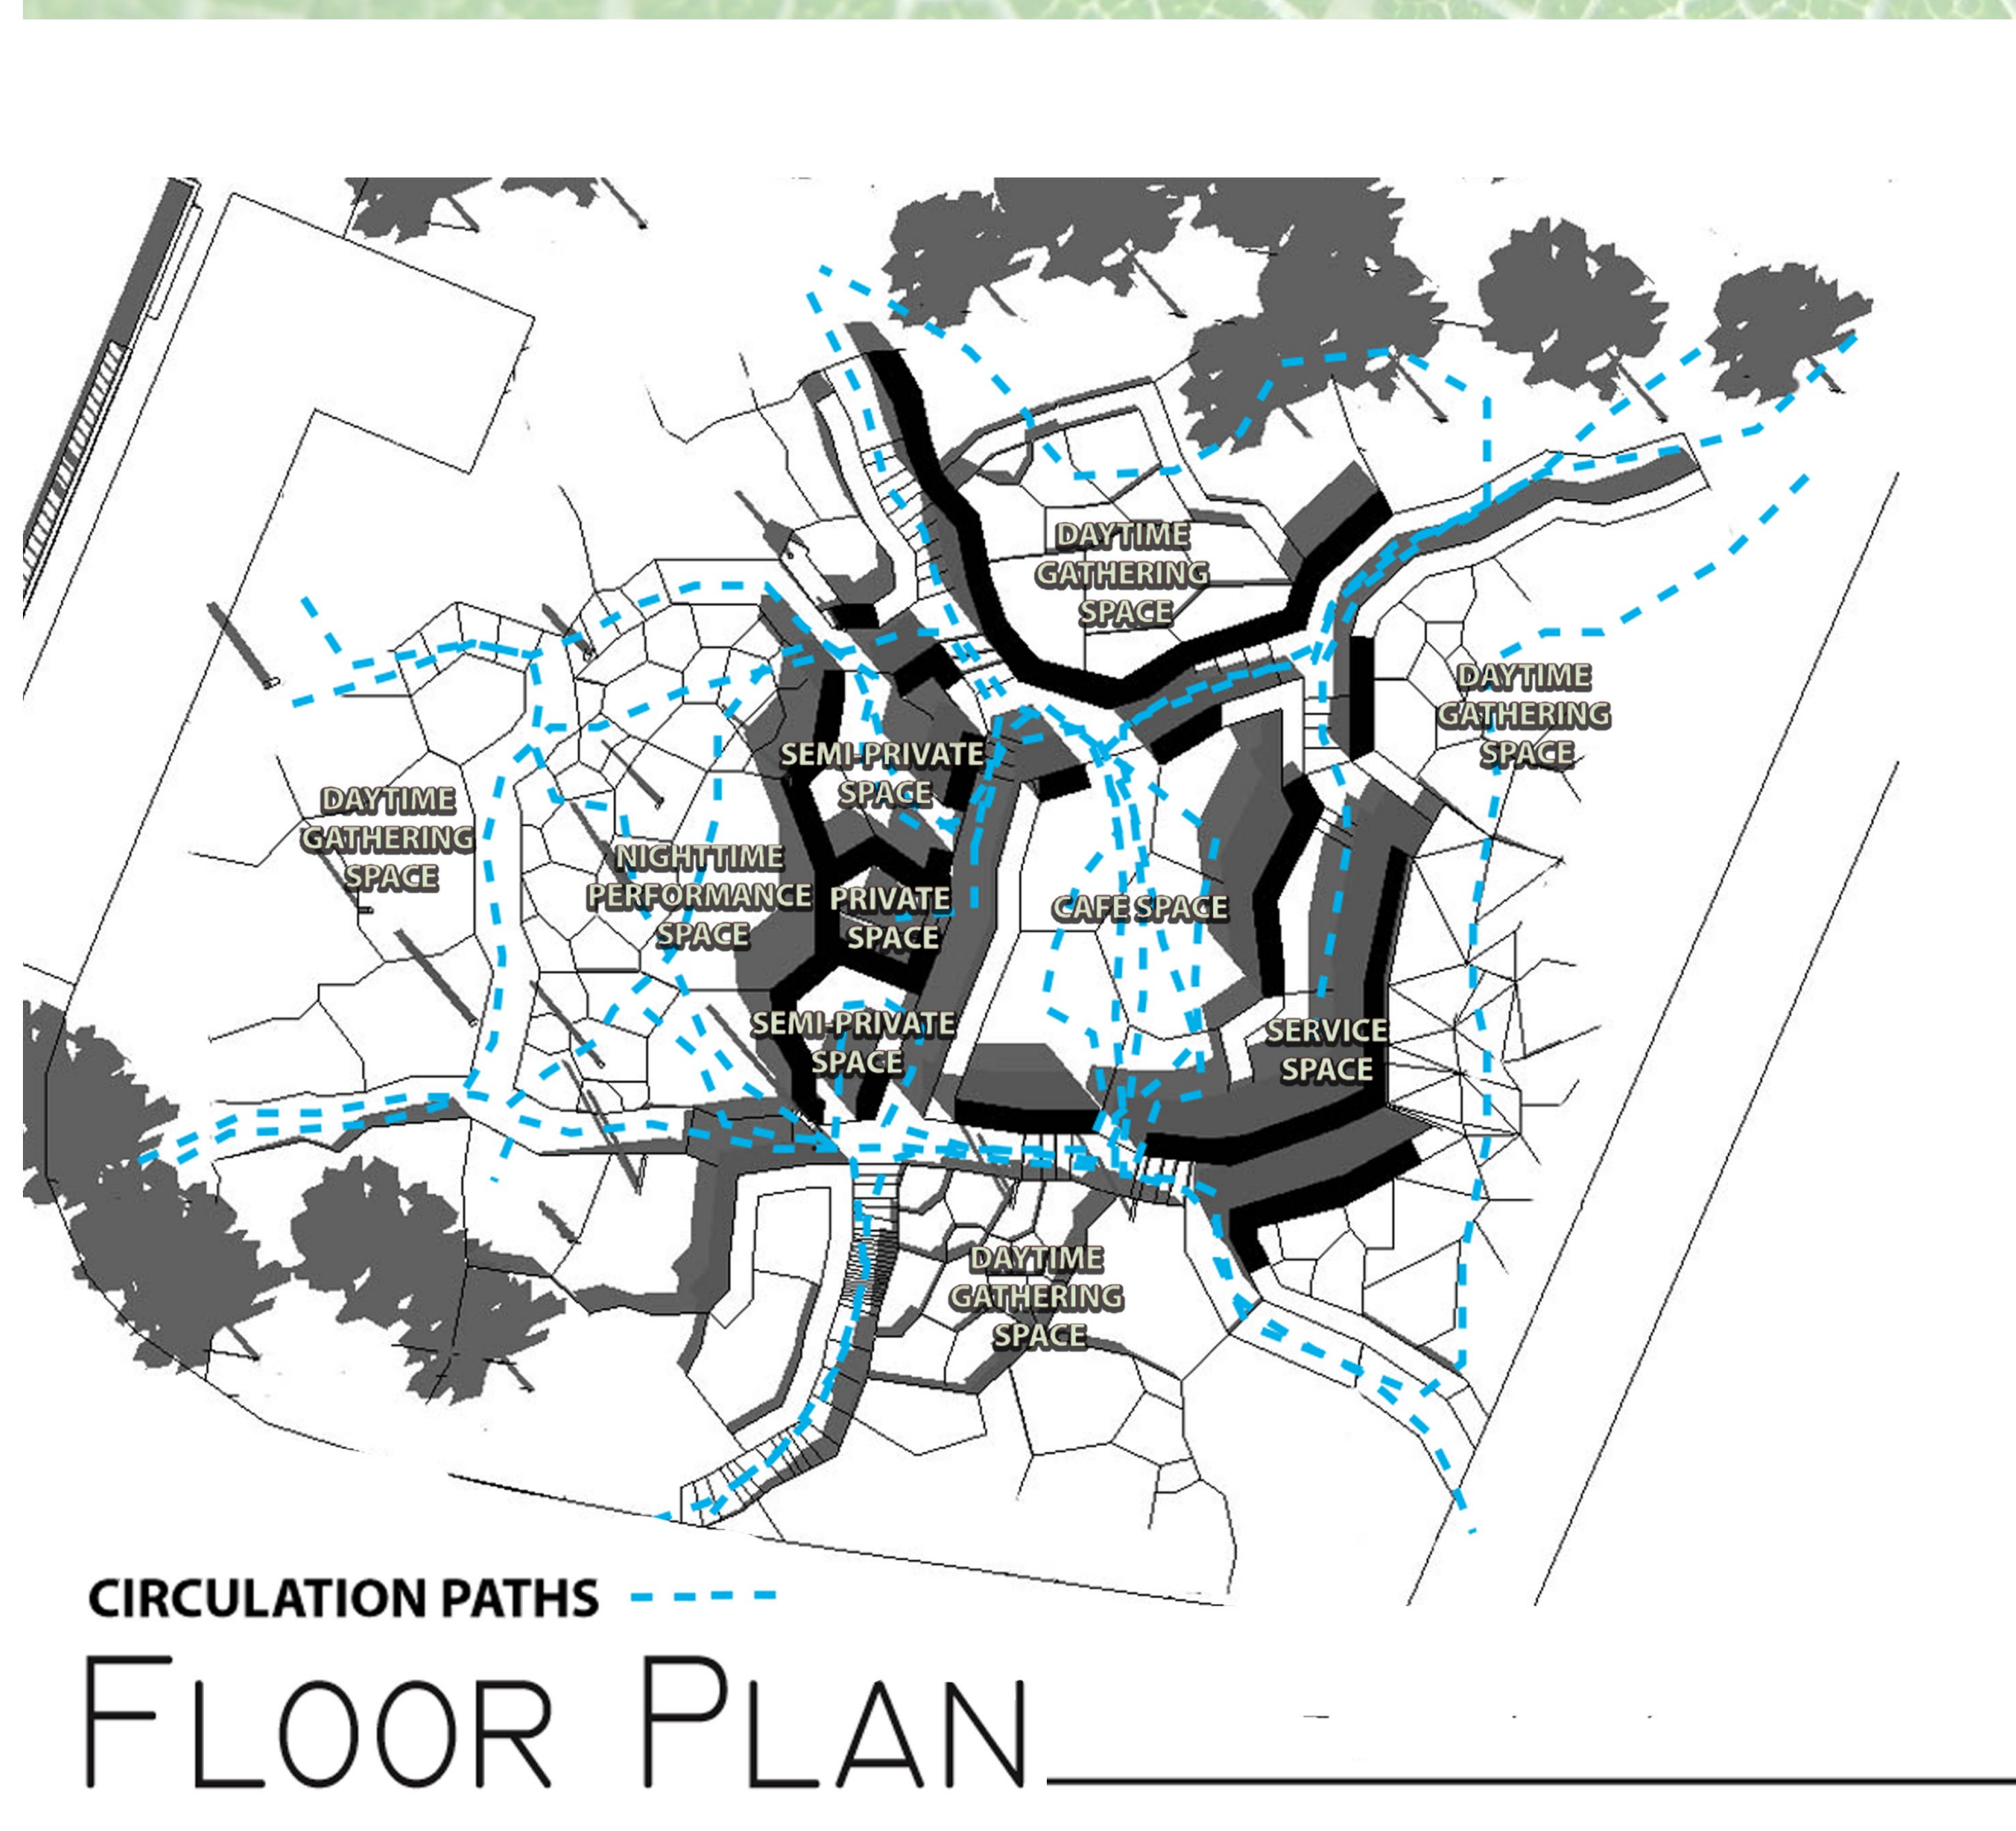 DAYTIME
GATHERING
SPACE
DAYTIME
GATHERING
SPACE
SEMI-PRIVATE
SPACE
DAYTIME
GATHERING
SPACE
NIGHTTIME
PERFORMANCE
SPACE
PRIVATE
SPACE
CAFE SPACE
SEMI-PRIVATE
SPACE
SERVICE
SPACE
DAYTIME
GATHERING
SPACE
CIRCULATION PATHS
FLOOR PLAN